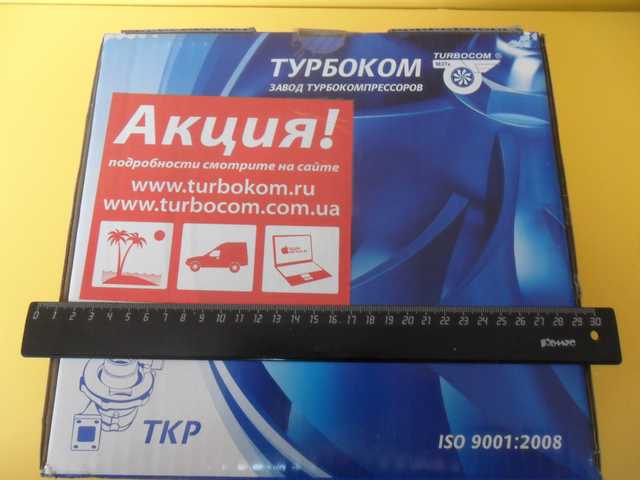 ТУРБОКОМ
ЗАВОД ТУРБОКОМПРЕССОРОВ
TURBOCOM ®
Акция!
подробности смотрите на сайте
www.turbokom.ru
www.turbocom.com.ua
0 1 2 3 4 5 6 7 8 9 10 11 12 13 14 15 16 17 18 19 20 21 22 23 24 25 26 27 28 29 30
Комус
ТКР
ISO 9001:2008